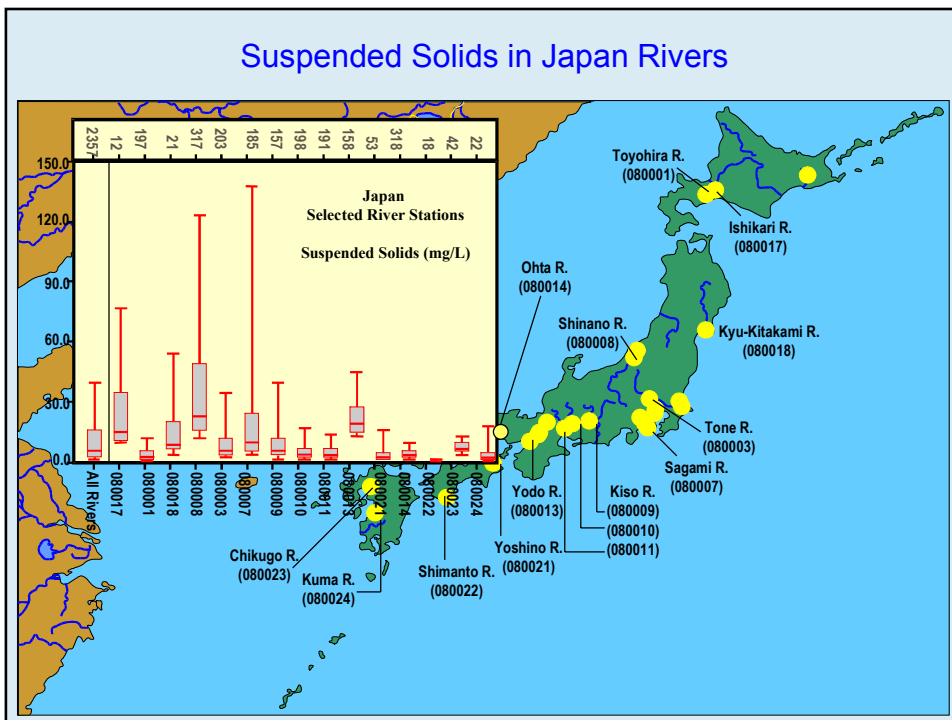 Suspended Solids in Japan Rivers
2357
12
197
21
317
203
185
157
198
191
158
53
318
18
42
22
150.0
120.0
90.0
60.0
30.0
0.0
Japan
Selected River Stations
Suspended Solids (mg/L)
All Rivers
080017
080001
080018
080008
080003
080007
080009
080010
080011
080013
080021
080014
080022
080023
080024
Toyohira R.
(080001)
Ishikari R.
(080017)
Ohta R.
(080014)
Shinano R.
(080008)
Kyu-Kitakami R.
(080018)
Tone R.
(080003)
Sagami R.
(080007)
Yodo R.
(080013)
Kiso R.
(080009)
(080010)
(080011)
Yoshino R.
(080021)
Chikugo R.
(080023)
Kuma R.
(080024)
Shimanto R.
(080022)